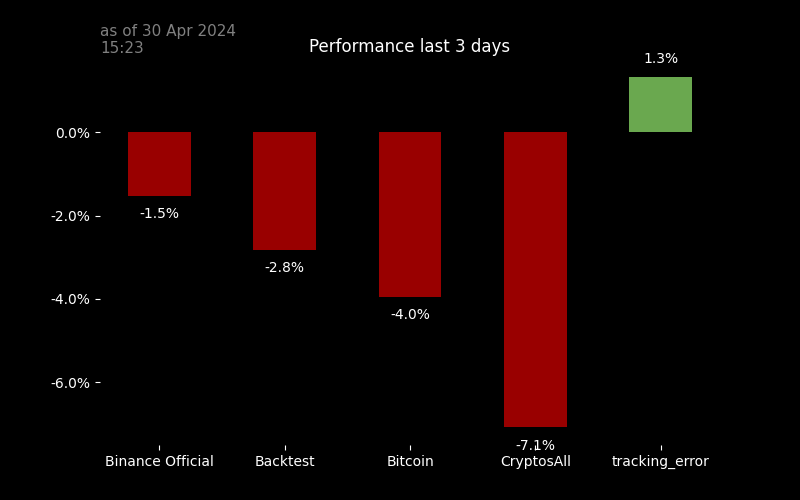 as of 30 Apr 2024
15:23
Performance last 3 days
1.3%
0.0%
-2.0%
-4.0%
-6.0%
-1.5%
-2.8%
-4.0%
-7.1%
Binance Official
Backtest
Bitcoin
CryptosAll
tracking_error